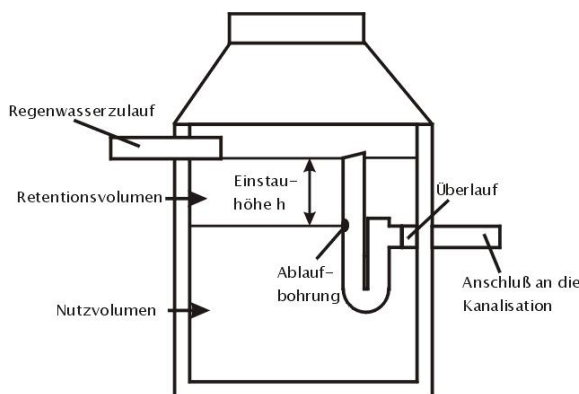 Regenwasserzulauf
Retentionsvolumen
Einstau-
höhe h
Überlauf
Ablauf-
bohrung
Anschluß an die
Kanalisation
Nutzvolumen